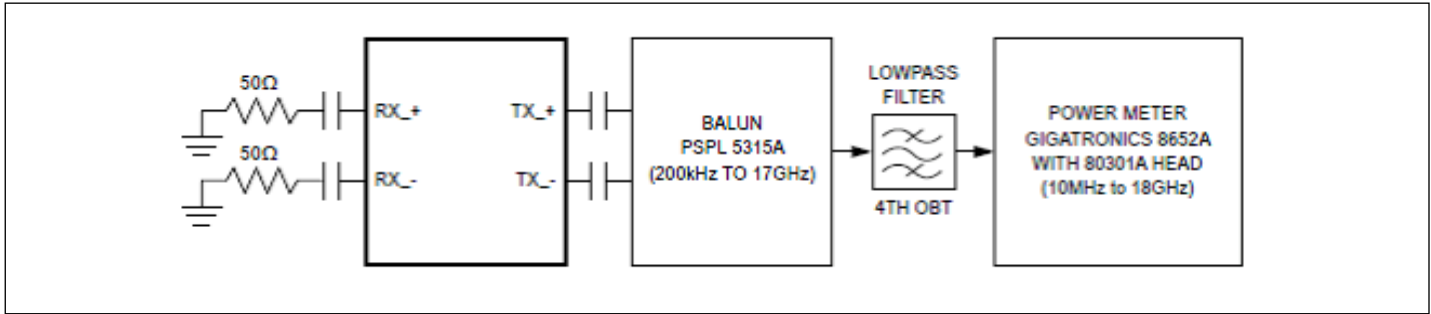 50Ω
RX_+
TX_+
50Ω
RX_-
TX_-
BALUN
PSPL 5315A
(200kHz TO 17GHz)
LOWPASS
FILTER
4TH OBT
POWER METER
GIGATRONICS 8652A
WITH 80301A HEAD
(10MHz to 18GHz)